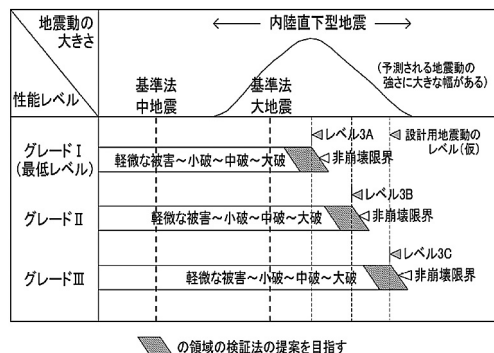 地震動の
大きさ
性能レベル
内陸直下型地震
(予測される地震動の
強さに大きな幅がある)
基準法
中地震
基準法
大地震
レベル3A
設計用地震動の
レベル(仮)
グレードⅠ
(最低レベル)
軽微な被害～小破～中破～大破
非崩壊限界
レベル3B
グレードⅡ
軽微な被害～小破～中破～大破
非崩壊限界
レベル3C
グレードⅢ
軽微な被害～小破～中破～大破
非崩壊限界
の領域の検証法の提案を目指す